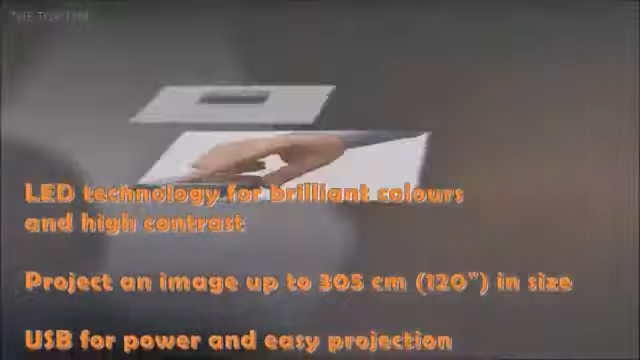 LED technology for brilliant colours
and high contrast
Project an image up to 305 cm (120") in size
USB for power and easy projection